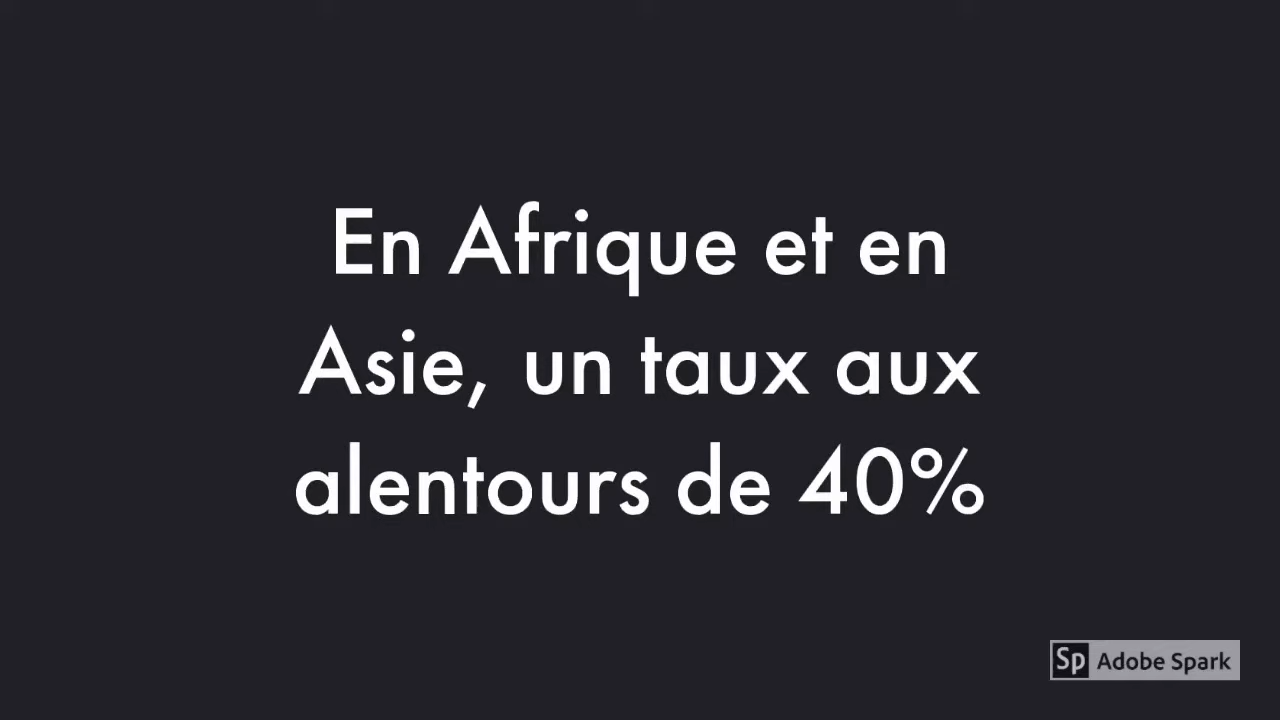 En Afrique et en
Asie, un taux aux
alentours de 40%
Sp Adobe Spark